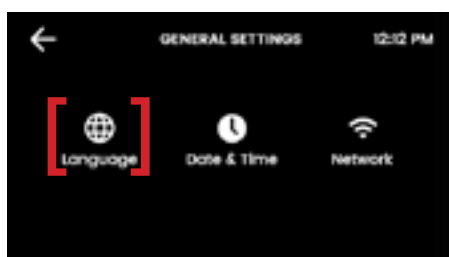 GENERAL SETTINGS 12:12 PM
Language Date & Time Network